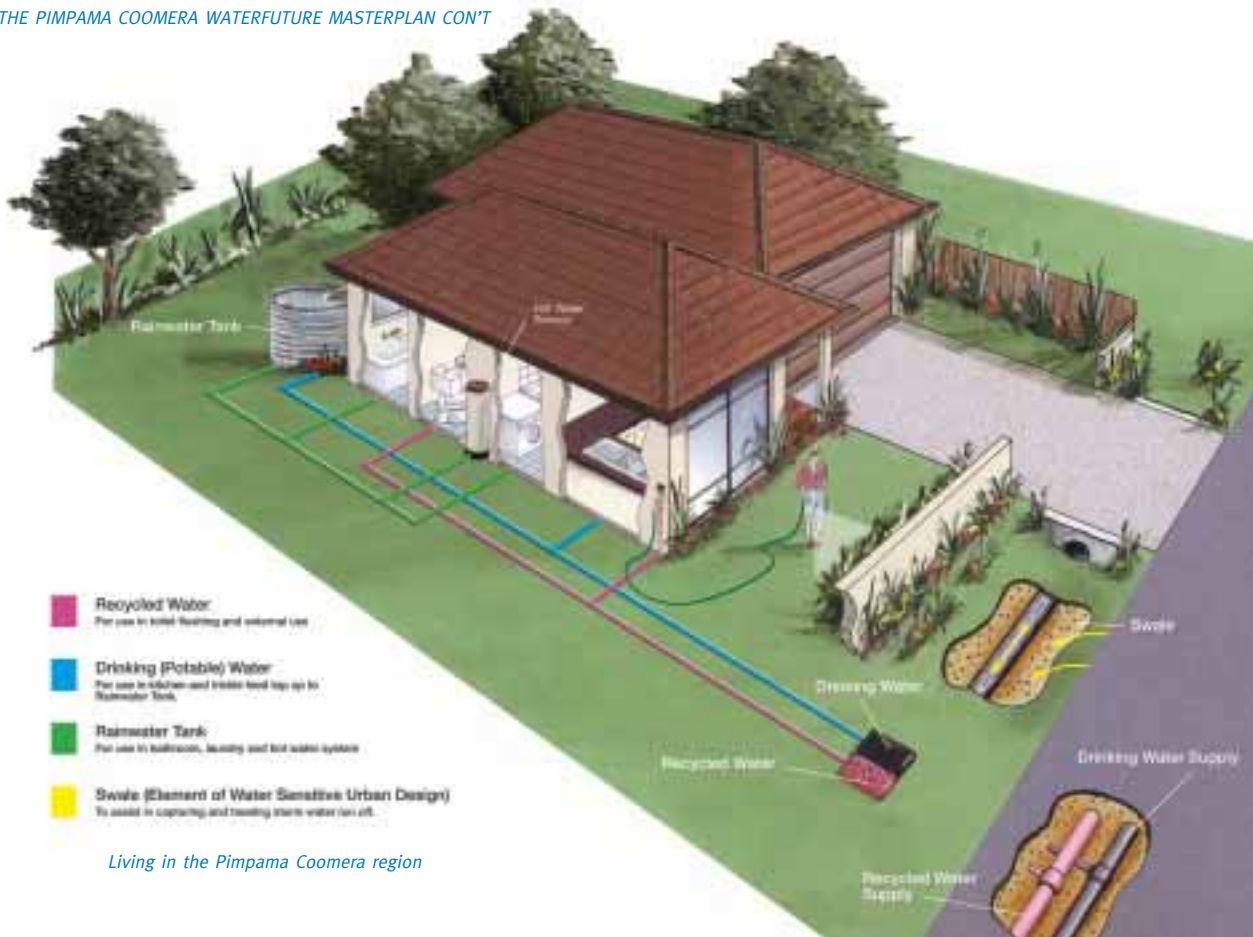 THE PIMPAMA COOMERA WATERFUTURE MASTERPLAN CON'T
Rainwater Tank
Hot Water
Recycled Water
For use in toilet flushing and external use
Drinking (Potable) Water
For use in kitchen and trickle feed top up to
Rainwater Tank.
Rainwater Tank
For use in bathroom, laundry and hot water system
Swale (Element of Water Sensitive Urban Design)
To assist in capturing and treating storm water run off.
Swale
Drinking Water
Recycled Water
Drinking Water Supply
Recycled Water
Supply
Living in the Pimpama Coomera region